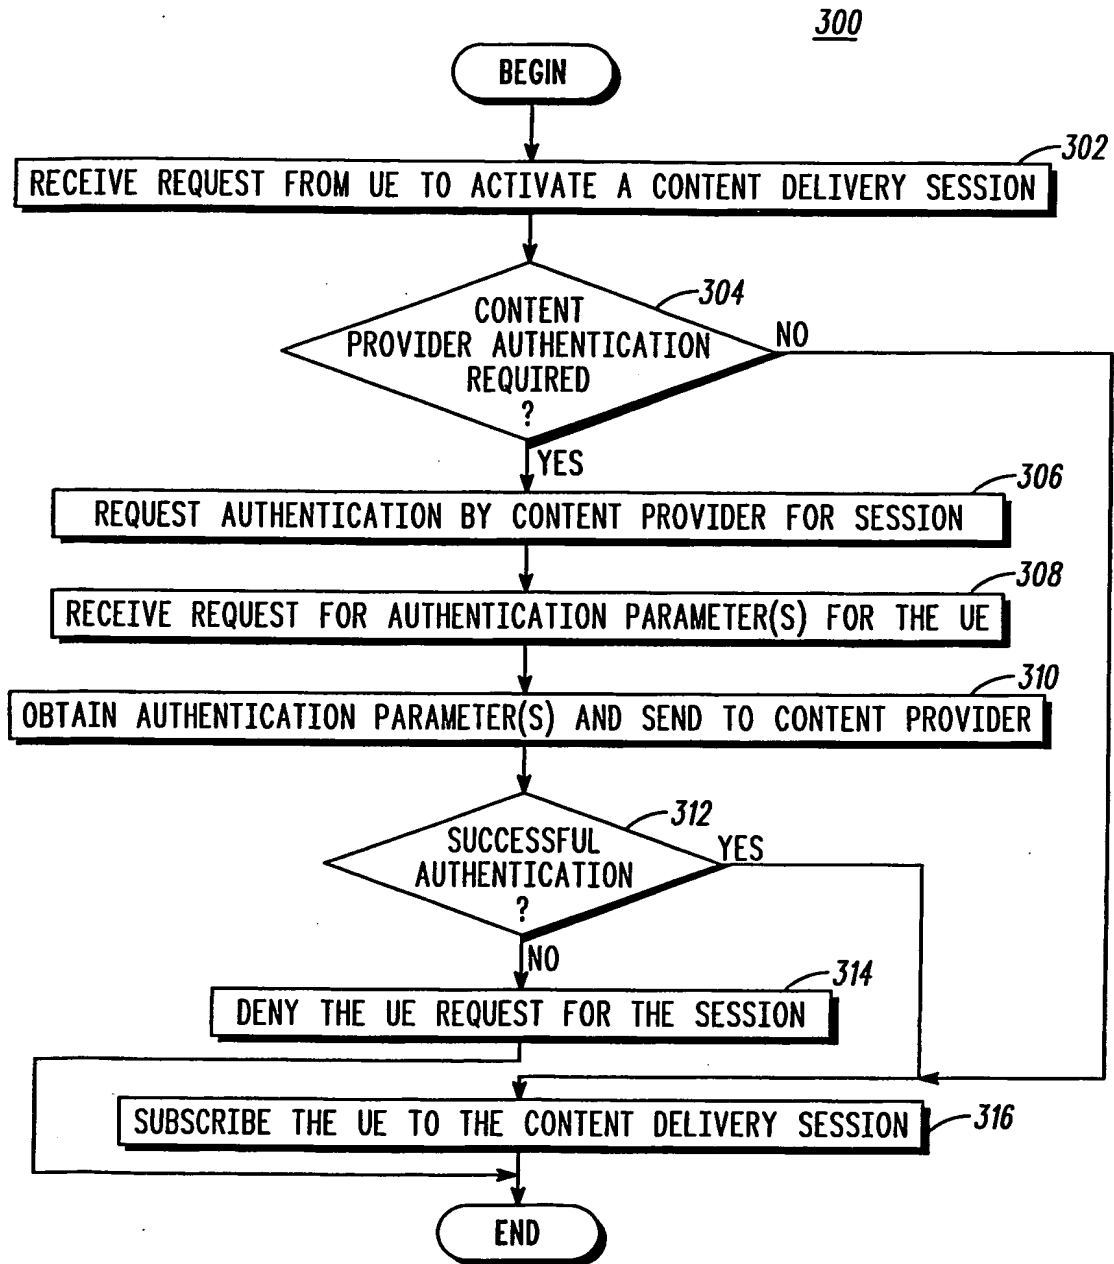 300
BEGIN
302
RECEIVE REQUEST FROM UE TO ACTIVATE A CONTENT DELIVERY SESSION
304
CONTENT
PROVIDER AUTHENTICATION
REQUIRED
?
NO
YES
306
REQUEST AUTHENTICATION BY CONTENT PROVIDER FOR SESSION
308
RECEIVE REQUEST FOR AUTHENTICATION PARAMETER(S) FOR THE UE
310
OBTAIN AUTHENTICATION PARAMETER(S) AND SEND TO CONTENT PROVIDER
312
SUCCESSFUL
AUTHENTICATION
?
YES
NO
314
DENY THE UE REQUEST FOR THE SESSION
SUBSCRIBE THE UE TO THE CONTENT DELIVERY SESSION
316
END